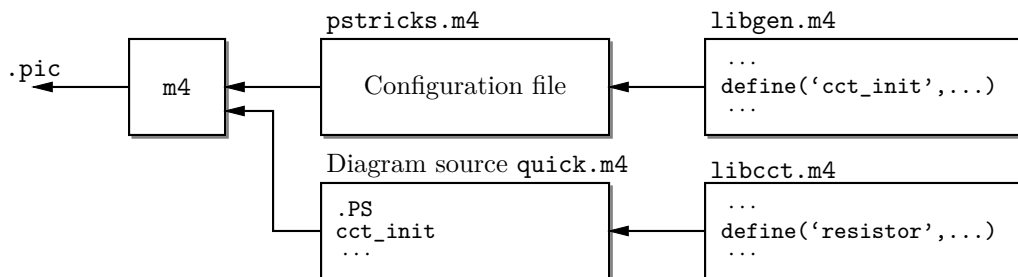 pstricks.m4
libgen.m4
.pic
m4
Configuration file
...
define(‘cct_init’,...)
...
Diagram source quick.m4
libcct.m4
.PS
cct_init
...
...
define(‘resistor’,...)
...